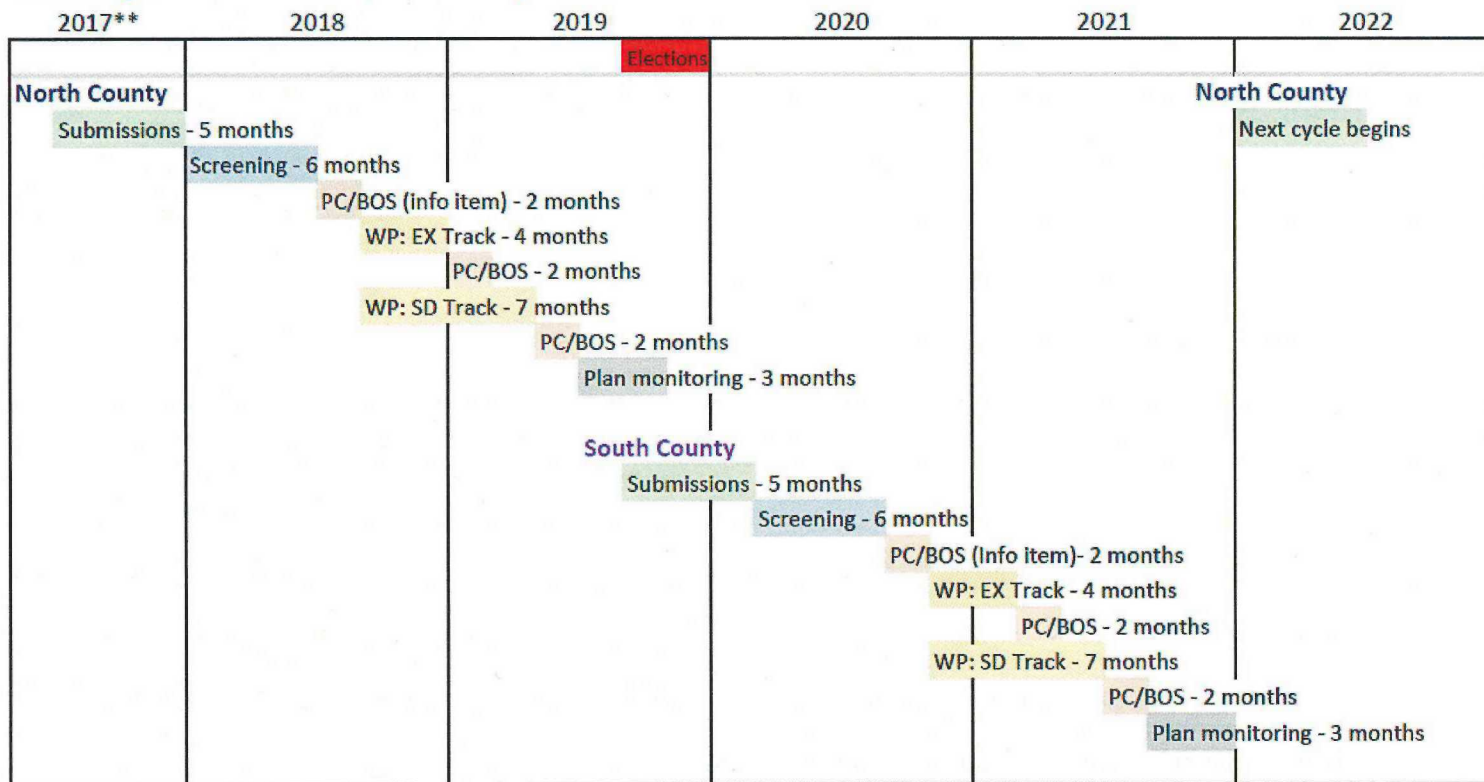 2017** 2018 2019 2020 2021 2022
Elections
North County North County
Submissions - 5 months Next cycle begins
Screening - 6 months
PC/BOS (info item) - 2 months
WP: EX Track - 4 months
PC/BOS - 2 months
WP: SD Track - 7 months
PC/BOS - 2 months
Plan monitoring - 3 months
South County
Submissions - 5 months
Screening - 6 months
PC/BOS (Info item)- 2 months
WP: EX Track - 4 months
PC/BOS - 2 months
WP: SD Track - 7 months
PC/BOS - 2 months
Plan monitoring - 3 months